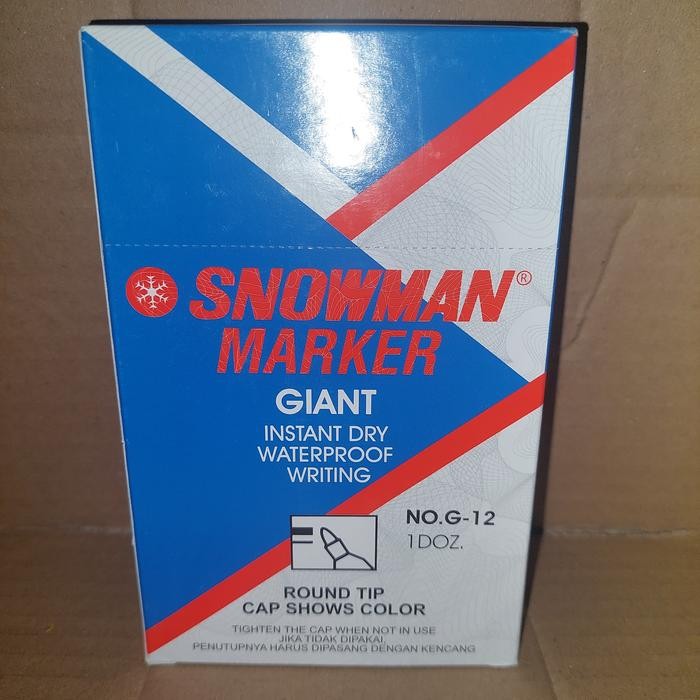 SNOWMAN®
MARKER
GIANT
INSTANT DRY
WATERPROOF
WRITING
NO.G-12
1DOZ.
ROUND TIP
CAP SHOWS COLOR
TIGHTEN THE CAP WHEN NOT IN USE
JIKA TIDAK DIPAKAI,
PENUTUPNYA HARUS DIPASANG DENGAN KENCANG